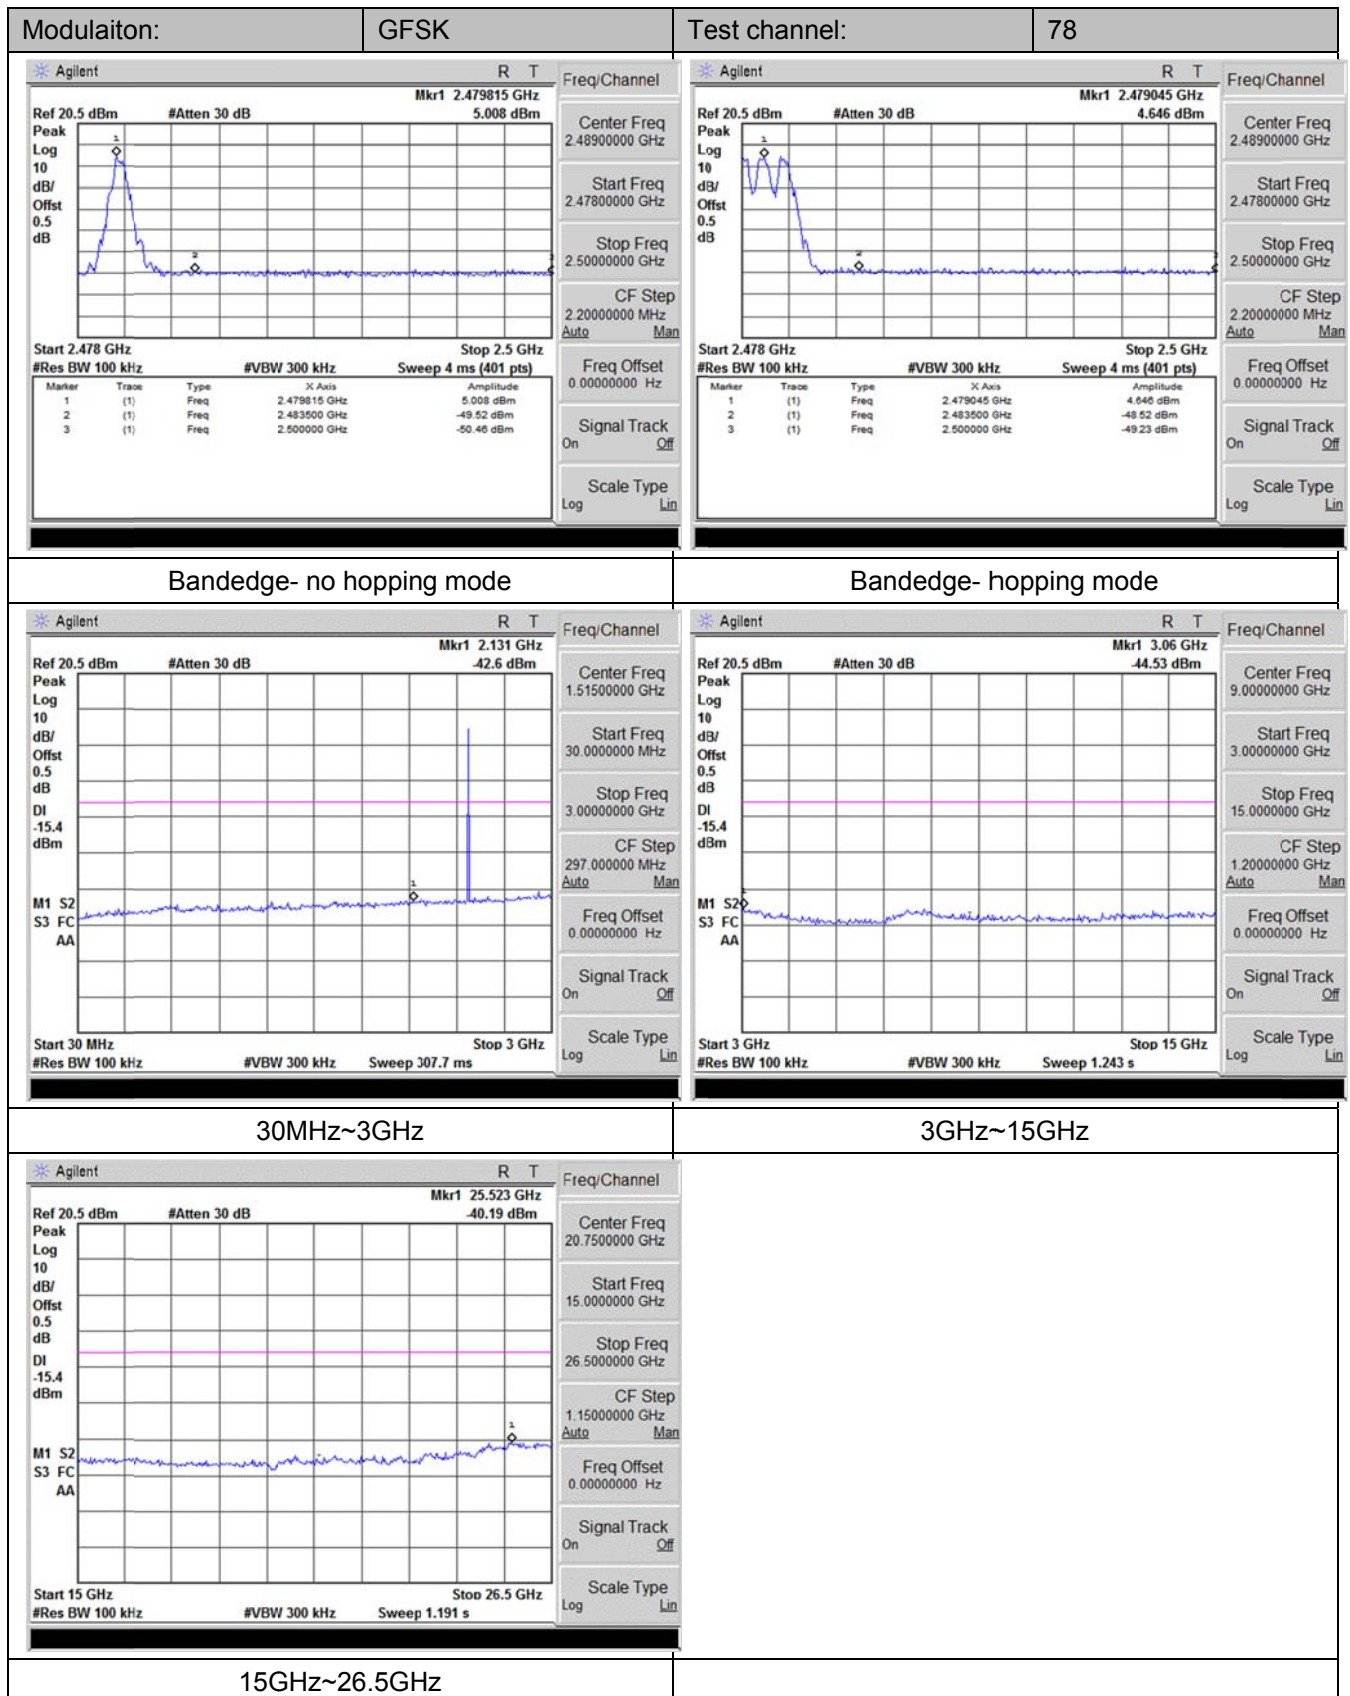 Modulaiton: GFSK Test channel: 78
Agilent R T
Mkr1 2.479815 GHz
Ref 20.5 dBm #Atten 30 dB 5.008 dBm
Peak
Log
10
dB/
Offst
0.5
dB
1
2
Start 2.478 GHz Stop 2.5 GHz
#Res BW 100 kHz #VBW 300 kHz Sweep 4 ms (401 pts)
Marker Trace Type X Axis Amplitude
1 (1) Freq 2.479815 GHz 5.008 dBm
2 (1) Freq 2.483500 GHz -49.52 dBm
3 (1) Freq 2.500000 GHz -50.46 dBm
Freq/Channel
Center Freq
2.48900000 GHz
Start Freq
2.47800000 GHz
Stop Freq
2.50000000 GHz
CF Step
2.20000000 MHz
Auto Man
Freq Offset
0.00000000 Hz
Signal Track
On Off
Scale Type
Log Lin
Agilent R T
Mkr1 2.479045 GHz
Ref 20.5 dBm #Atten 30 dB 4.646 dBm
Peak
Log
10
dB/
Offst
0.5
dB
1
2
Start 2.478 GHz Stop 2.5 GHz
#Res BW 100 kHz #VBW 300 kHz Sweep 4 ms (401 pts)
Marker Trace Type X Axis Amplitude
1 (1) Freq 2.479045 GHz 4.646 dBm
2 (1) Freq 2.483500 GHz -48.52 dBm
3 (1) Freq 2.500000 GHz -49.23 dBm
Freq/Channel
Center Freq
2.48900000 GHz
Start Freq
2.47800000 GHz
Stop Freq
2.50000000 GHz
CF Step
2.20000000 MHz
Auto Man
Freq Offset
0.00000000 Hz
Signal Track
On Off
Scale Type
Log Lin
Bandedge- no hopping mode Bandedge- hopping mode
Agilent R T
Mkr1 2.131 GHz
Ref 20.5 dBm #Atten 30 dB -42.6 dBm
Peak
Log
10
dB/
Offst
0.5
dB
DI
-15.4
dBm
1
M1 S2
S3 FC
AA
Start 30 MHz Stop 3 GHz
#Res BW 100 kHz #VBW 300 kHz Sweep 307.7 ms
Freq/Channel
Center Freq
1.51500000 GHz
Start Freq
30.0000000 MHz
Stop Freq
3.00000000 GHz
CF Step
297.000000 MHz
Auto Man
Freq Offset
0.00000000 Hz
Signal Track
On Off
Scale Type
Log Lin
Agilent R T
Mkr1 3.06 GHz
Ref 20.5 dBm #Atten 30 dB -44.53 dBm
Peak
Log
10
dB/
Offst
0.5
dB
DI
-15.4
dBm
1
M1 S2
S3 FC
AA
Start 3 GHz Stop 15 GHz
#Res BW 100 kHz #VBW 300 kHz Sweep 1.243 s
Freq/Channel
Center Freq
9.00000000 GHz
Start Freq
3.00000000 GHz
Stop Freq
15.0000000 GHz
CF Step
1.20000000 GHz
Auto Man
Freq Offset
0.00000000 Hz
Signal Track
On Off
Scale Type
Log Lin
30MHz~3GHz 3GHz~15GHz
Agilent R T
Mkr1 25.523 GHz
Ref 20.5 dBm #Atten 30 dB -40.19 dBm
Peak
Log
10
dB/
Offst
0.5
dB
DI
-15.4
dBm
1
M1 S2
S3 FC
AA
Start 15 GHz Stop 26.5 GHz
#Res BW 100 kHz #VBW 300 kHz Sweep 1.191 s
Freq/Channel
Center Freq
20.7500000 GHz
Start Freq
15.0000000 GHz
Stop Freq
26.5000000 GHz
CF Step
1.15000000 GHz
Auto Man
Freq Offset
0.00000000 Hz
Signal Track
On Off
Scale Type
Log Lin
15GHz~26.5GHz